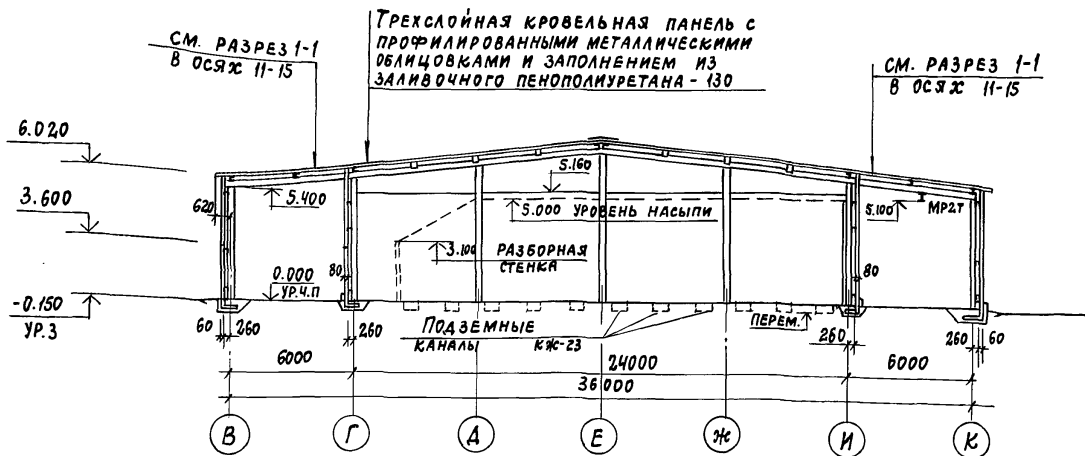 ТРЕХСЛОЙНАЯ КРОВЕЛЬНАЯ ПАНЕЛЬ С
ПРОФИЛИРОВАННЫМИ МЕТАЛЛИЧЕСКИМИ
ОБЛИЦОВКАМИ И ЗАПОЛНЕНИЕМ ИЗ
ЗАЛИВОЧНОГО ПЕНОПОЛИУРЕТАНА - 130
СМ. РАЗРЕЗ 1-1
В ОСЯХ 11-15
СМ. РАЗРЕЗ 1-1
В ОСЯХ 11-15
6.020
3.600
-0.150
УР.З
620
5.400
5.160
5.000 УРОВЕНЬ НАСЫПИ
5.100
МР2Т
3.100 РАЗБОРНАЯ
СТЕНКА
0.000
УР.Ч.П
80
80
60
260
260
ПОДЗЕМНЫЕ
КАНАЛЫ КЖ-23
ПЕРЕМ.
260
260
60
6000
24000
6000
36000
В
Г
Д
Е
Ж
И
К